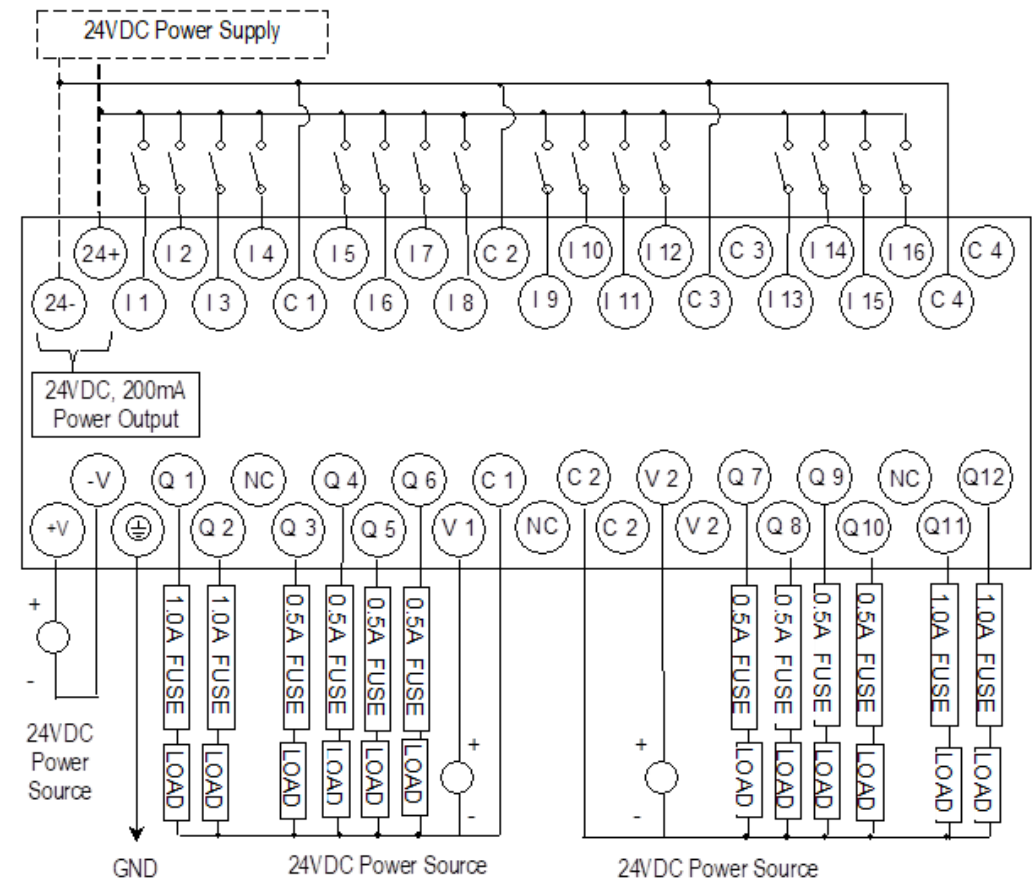 24VDC Power Supply
24+
I 2
I 4
I 5
I 7
C 2
I 10
I 12
C 3
I 14
I 16
C 4
24-
I 1
I 3
C 1
I 6
I 8
I 9
I 11
C 3
I 13
I 15
C 4
24VDC, 200mA
Power Output
-V
Q 1
NC
Q 4
Q 6
C 1
C 2
V 2
Q 7
Q 9
NC
Q12
+V
Q 2
Q 3
Q 5
V 1
NC
C 2
V 2
Q 8
Q10
Q11
1.0A FUSE
1.0A FUSE
0.5A FUSE
0.5A FUSE
0.5A FUSE
0.5A FUSE
0.5A FUSE
0.5A FUSE
0.5A FUSE
0.5A FUSE
1.0A FUSE
1.0A FUSE
+
-
24VDC
Power
Source
LOAD
LOAD
LOAD
LOAD
LOAD
LOAD
+
-
+
-
LOAD
LOAD
LOAD
LOAD
LOAD
LOAD
GND
24VDC Power Source
24VDC Power Source